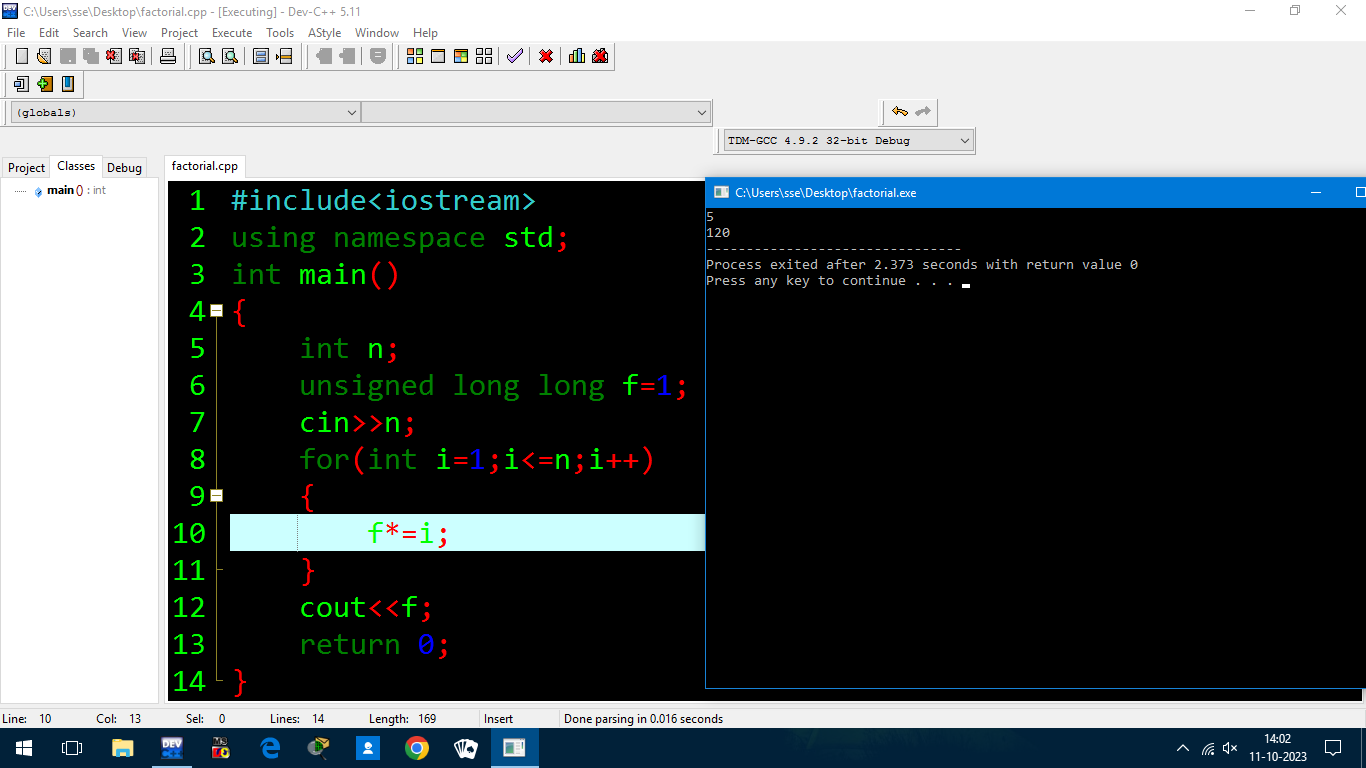 C:\Users\sse\Desktop\factorial.cpp - [Executing] - Dev-C++ 5.11
File Edit Search View Project Execute Tools AStyle Window Help
(globals)
TDM-GCC 4.9.2 32-bit Debug
Project Classes Debug
factorial.cpp
main () : int
1 #include<iostream>
2 using namespace std;
3 int main()
4 {
5 int n;
6 unsigned long long f=1;
7 cin>>n;
8 for(int i=1;i<=n;i++)
9 {
10 f*=i;
11 }
12 cout<<f;
13 return 0;
14 }
C:\Users\sse\Desktop\factorial.exe
5
120
--------------------------------
Process exited after 2.373 seconds with return value 0
Press any key to continue . . .
Line: 10 Col: 13 Sel: 0 Lines: 14 Length: 169 Insert Done parsing in 0.016 seconds
DEV
14:02
11-10-2023